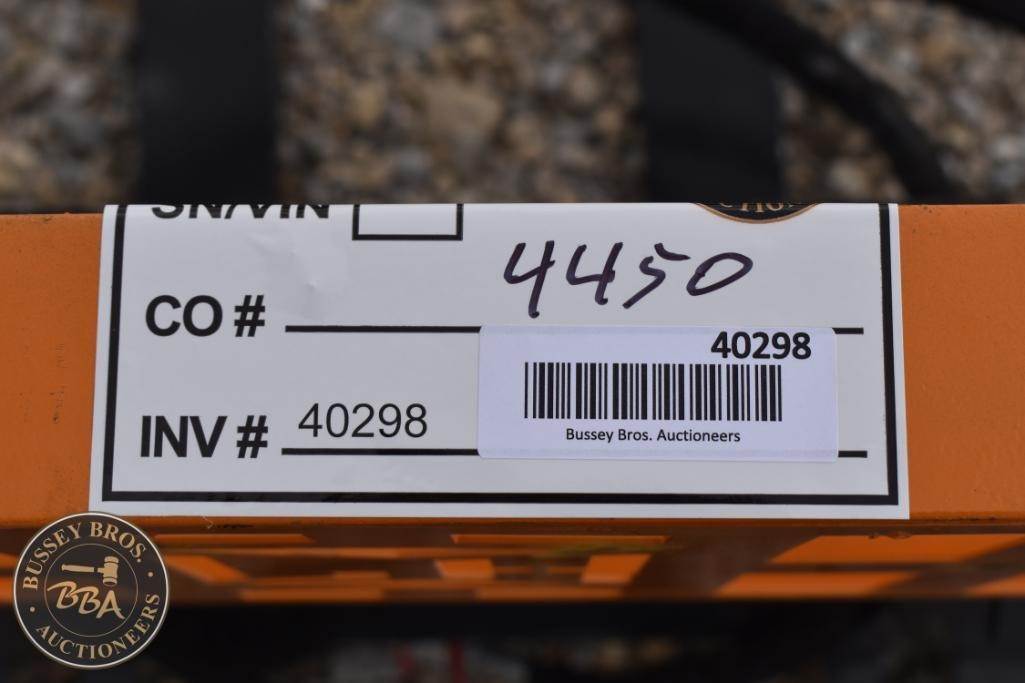 SN/VIN
4450
CO #
40298
INV # 40298
Bussey Bros. Auctioneers
BUSSEY BROS.
BBA
AUCTIONEERS